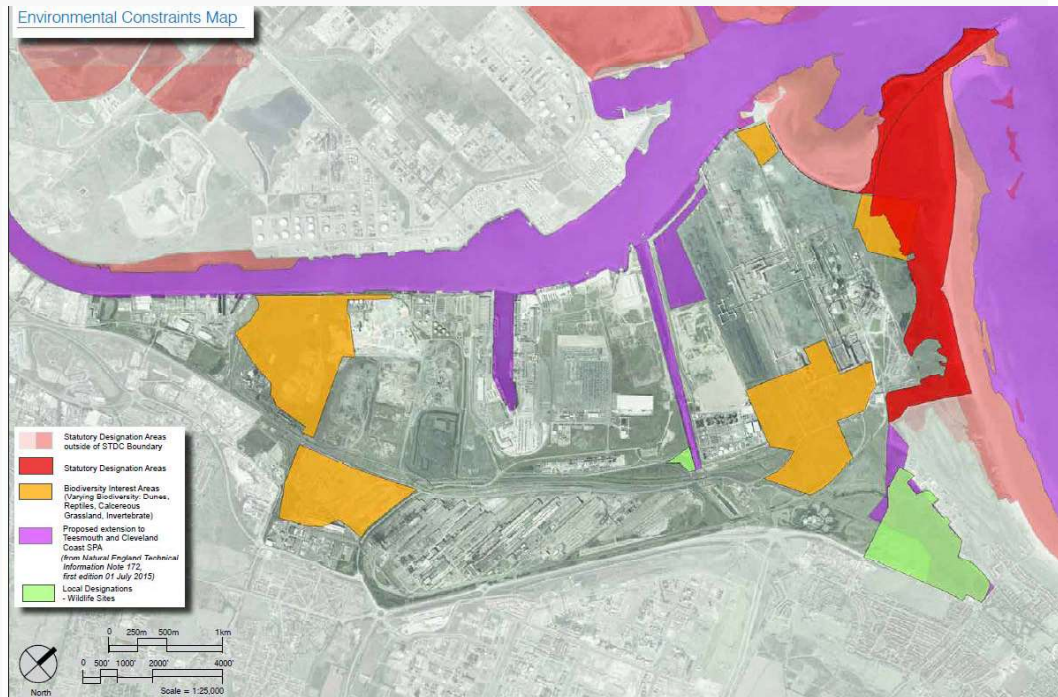 Environmental Constraints Map
Statutory Designation Areas
outside of STDC Boundary
Statutory Designation Areas
Biodiversity Interest Areas
(Varying Biodiversity: Dunes,
Reptiles, Calcereous
Grassland, Invertebrate)
Proposed extension to
Teesmouth and Cleveland
Coast SPA
(from Natural England Technical
Information Note 172,
first edition 01 July 2015)
Local Designations
- Wildlife Sites
0 250m 500m 1km
0 500' 1000' 2000' 4000'
Scale = 1:25,000
North